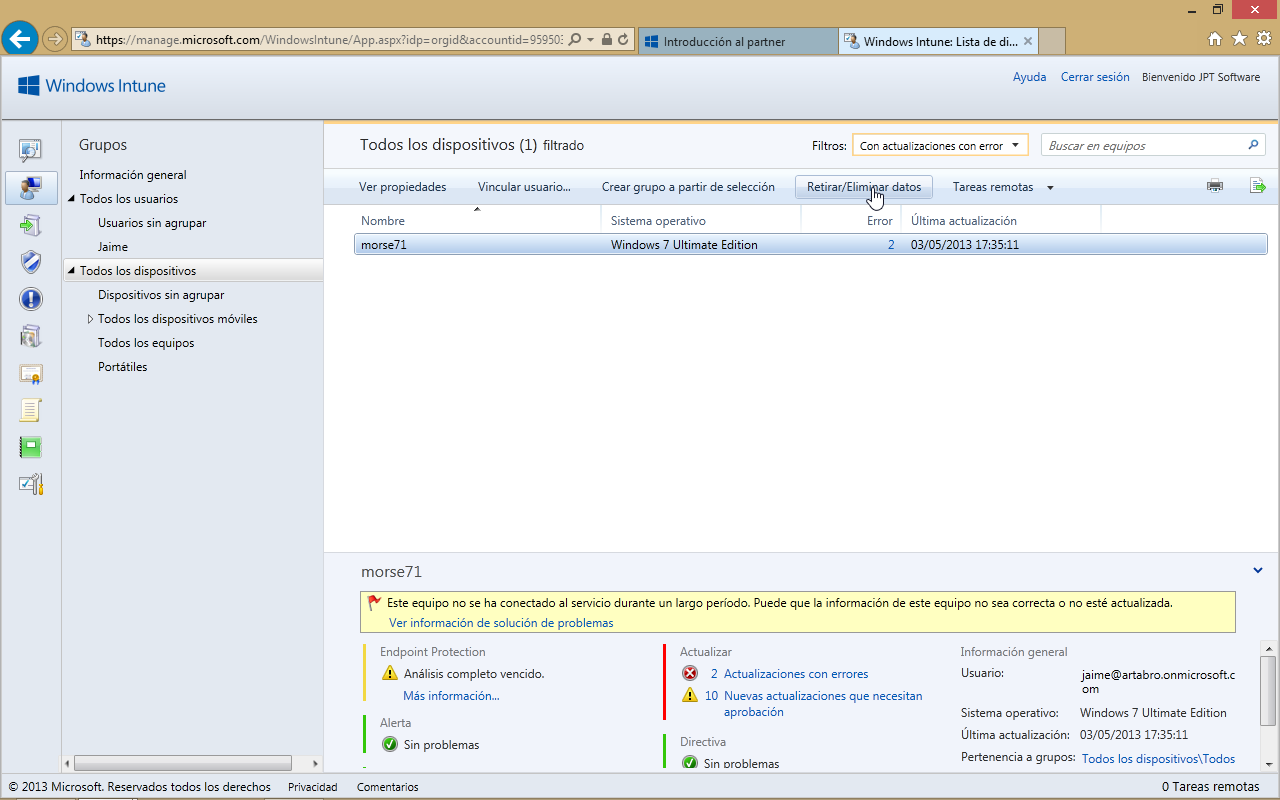 https://manage.microsoft.com/WindowsIntune/App.aspx?idp=orgid&accountid=95950
Introducción al partner
Windows Intune: Lista de di...
Windows Intune
Ayuda
Cerrar sesión
Bienvenido JPT Software
Grupos
Información general
Todos los usuarios
Usuarios sin agrupar
Jaime
Todos los dispositivos
Dispositivos sin agrupar
Todos los dispositivos móviles
Todos los equipos
Portátiles
Todos los dispositivos (1) filtrado
Filtros: Con actualizaciones con error
Buscar en equipos
Ver propiedades
Vincular usuario...
Crear grupo a partir de selección
Retirar/Eliminar datos
Tareas remotas
Nombre
Sistema operativo
Error
Última actualización
morse71
Windows 7 Ultimate Edition
2
03/05/2013 17:35:11
morse71
Este equipo no se ha conectado al servicio durante un largo período. Puede que la información de este equipo no sea correcta o no esté actualizada.
Ver información de solución de problemas
Endpoint Protection
Análisis completo vencido.
Más información...
Alerta
Sin problemas
Actualizar
2 Actualizaciones con errores
10 Nuevas actualizaciones que necesitan
aprobación
Directiva
Sin problemas
Información general
Usuario: jaime@artabro.onmicrosoft.c
om
Sistema operativo: Windows 7 Ultimate Edition
Última actualización: 03/05/2013 17:35:11
Pertenencia a grupos: Todos los dispositivos\Todos
© 2013 Microsoft. Reservados todos los derechos
Privacidad
Comentarios
0 Tareas remotas